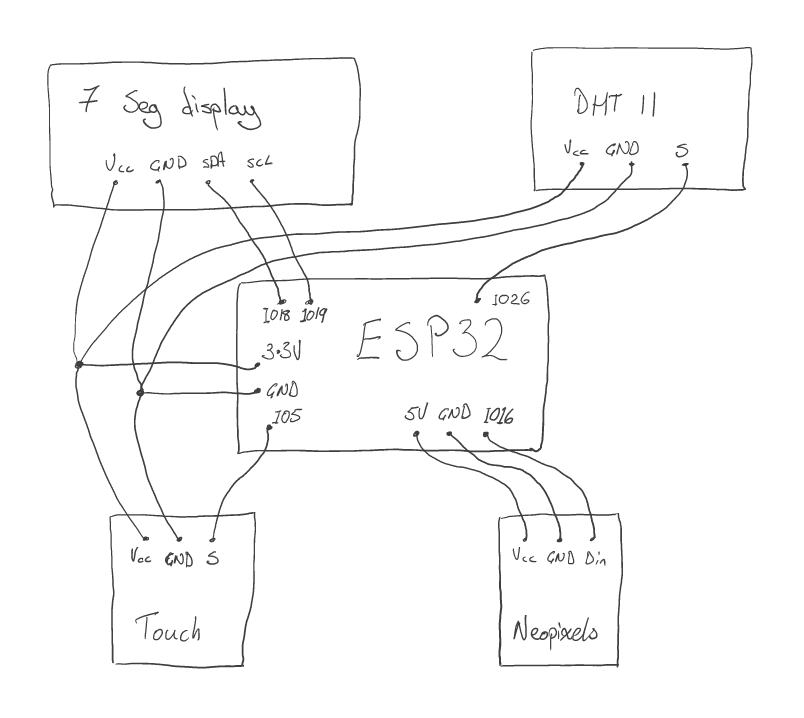 7 Seg display
Vcc GND SDA SCL
DHT 11
Vcc GND S
IO18 IO19
IO26
3.3V
ESP32
GND
IO5
5V GND IO16
Vcc GND S
Touch
Vcc GND Din
Neopixels